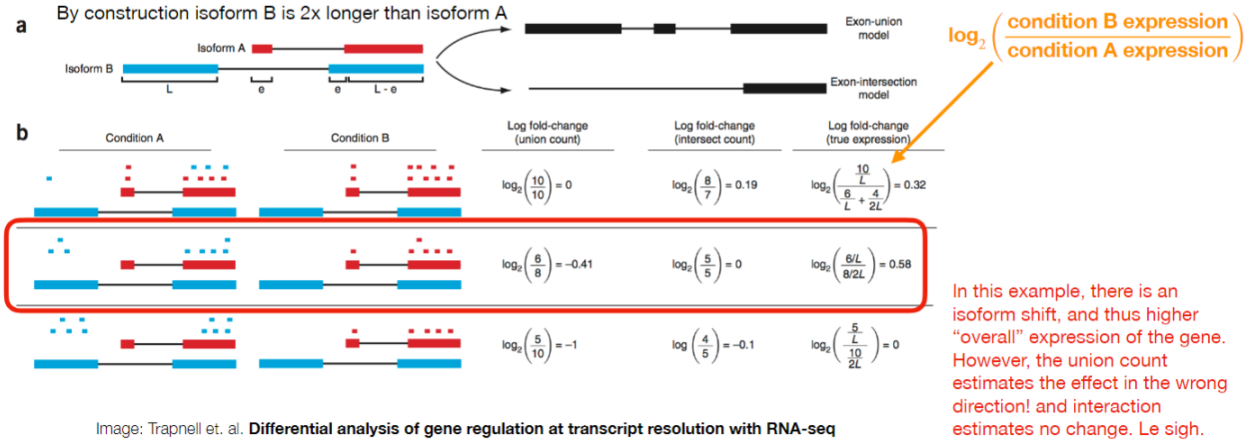 By construction isoform B is 2x longer than isoform A
a
Isoform A
Isoform B
L
e
e
L - e
Exon-union
model
Exon-intersection
model
log2 (condition B expression / condition A expression)
b
Condition A
Condition B
Log fold-change
(union count)
Log fold-change
(intersect count)
Log fold-change
(true expression)
log2 (10/10) = 0
log2 (8/7) = 0.19
log2 ((10/L) / (6/L + 4/2L)) = 0.32
log2 (6/8) = –0.41
log2 (5/5) = 0
log2 ((6/L) / (8/2L)) = 0.58
log2 (5/10) = –1
log (4/5) = –0.1
log2 ((5/L) / (10/2L)) = 0
In this example, there is an
isoform shift, and thus higher
“overall” expression of the gene.
However, the union count
estimates the effect in the wrong
direction! and interaction
estimates no change. Le sigh.
Image: Trapnell et. al. Differential analysis of gene regulation at transcript resolution with RNA-seq